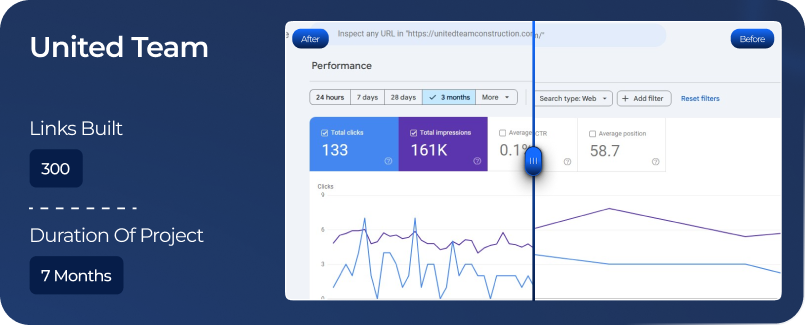 United Team
Links Built
300
Duration Of Project
7 Months
After
Before
Inspect any URL in "https://unitedteamconstruction.com/"
Performance
24 hours
7 days
28 days
3 months
More
Search type: Web
+ Add filter
Reset filters
Total clicks
133
Total impressions
161K
Average CTR
0.1%
Average position
58.7
Clicks
9
6
3
0